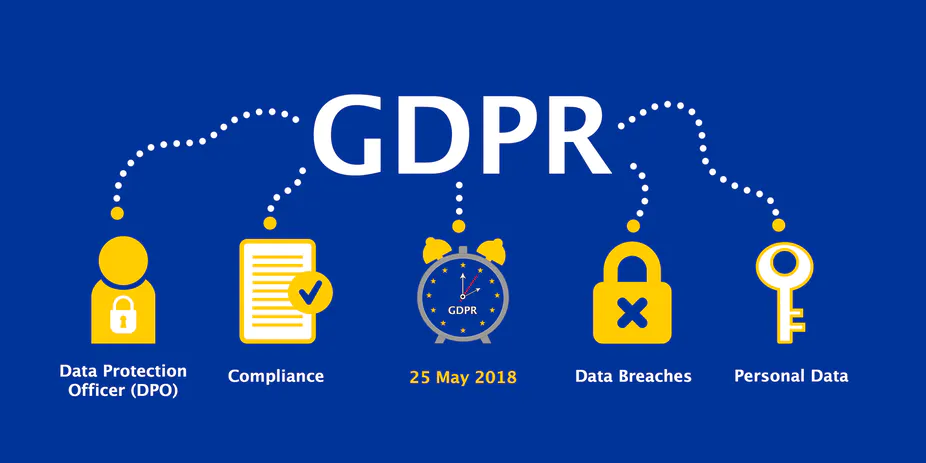 GDPR
GDPR
Data Protection
Officer (DPO)
Compliance
25 May 2018
Data Breaches
Personal Data